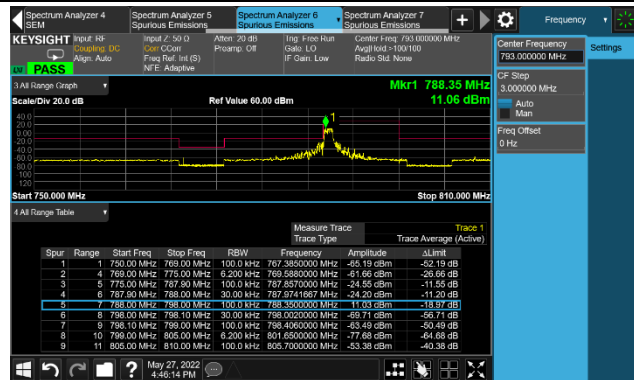 Spectrum Analyzer 4
SEM
Spectrum Analyzer 5
Spurious Emissions
Spectrum Analyzer 6
Spurious Emissions
Spectrum Analyzer 7
Spurious Emissions
Frequency
KEYSIGHT
Input: RF
Coupling: DC
Align: Auto
Input Z: 50 Ω
Corr CCorr
Freq Ref: Int (S)
NFE: Adaptive
Atten: 20 dB
Preamp: Off
Trig: Free Run
Gate: LO
IF Gain: Low
Center Freq: 793.000000 MHz
Avg|Hold:>100/100
Radio Std: None
LU PASS
Center Frequency
793.000000 MHz
Settings
CF Step
3.000000 MHz
Auto
Man
Freq Offset
0 Hz
3 All Range Graph
Scale/Div 20.0 dB
Ref Value 60.00 dBm
Mkr1 788.35 MHz
11.06 dBm
40.0
20.0
0.0
-20.0
-40.0
-60.0
-80.0
-100
-120
1
Start 750.000 MHz
Stop 810.000 MHz
4 All Range Table
Measure Trace Trace 1
Trace Type Trace Average (Active)
Spur Range Start Freq Stop Freq RBW Frequency Amplitude ΔLimit
1 1 750.00 MHz 769.00 MHz 100.0 kHz 767.3850000 MHz -65.19 dBm -52.19 dB
2 4 769.00 MHz 775.00 MHz 6.200 kHz 769.5880000 MHz -61.66 dBm -26.66 dB
3 5 775.00 MHz 787.90 MHz 100.0 kHz 787.8570000 MHz -24.55 dBm -11.55 dB
4 6 787.90 MHz 788.00 MHz 30.00 kHz 787.9741667 MHz -24.20 dBm -11.20 dB
5 7 788.00 MHz 798.00 MHz 100.0 kHz 788.3500000 MHz 11.03 dBm -18.97 dB
6 8 798.00 MHz 798.10 MHz 30.00 kHz 798.0020000 MHz -69.71 dBm -56.71 dB
7 9 798.10 MHz 799.00 MHz 100.0 kHz 798.4060000 MHz -63.49 dBm -50.49 dB
8 10 799.00 MHz 805.00 MHz 6.200 kHz 801.6500000 MHz -77.68 dBm -64.68 dB
9 11 805.00 MHz 810.00 MHz 100.0 kHz 805.7000000 MHz -53.38 dBm -40.38 dB
May 27, 2022
4:46:14 PM